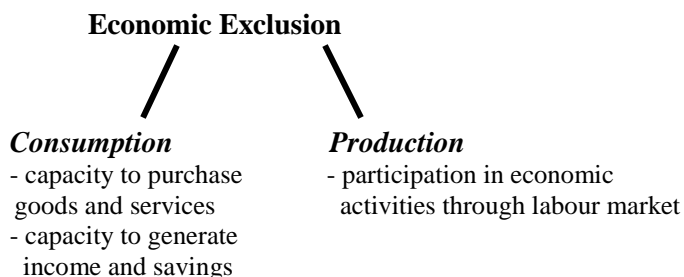 Economic Exclusion
Consumption
- capacity to purchase
goods and services
- capacity to generate
income and savings
Production
- participation in economic
activities through labour market